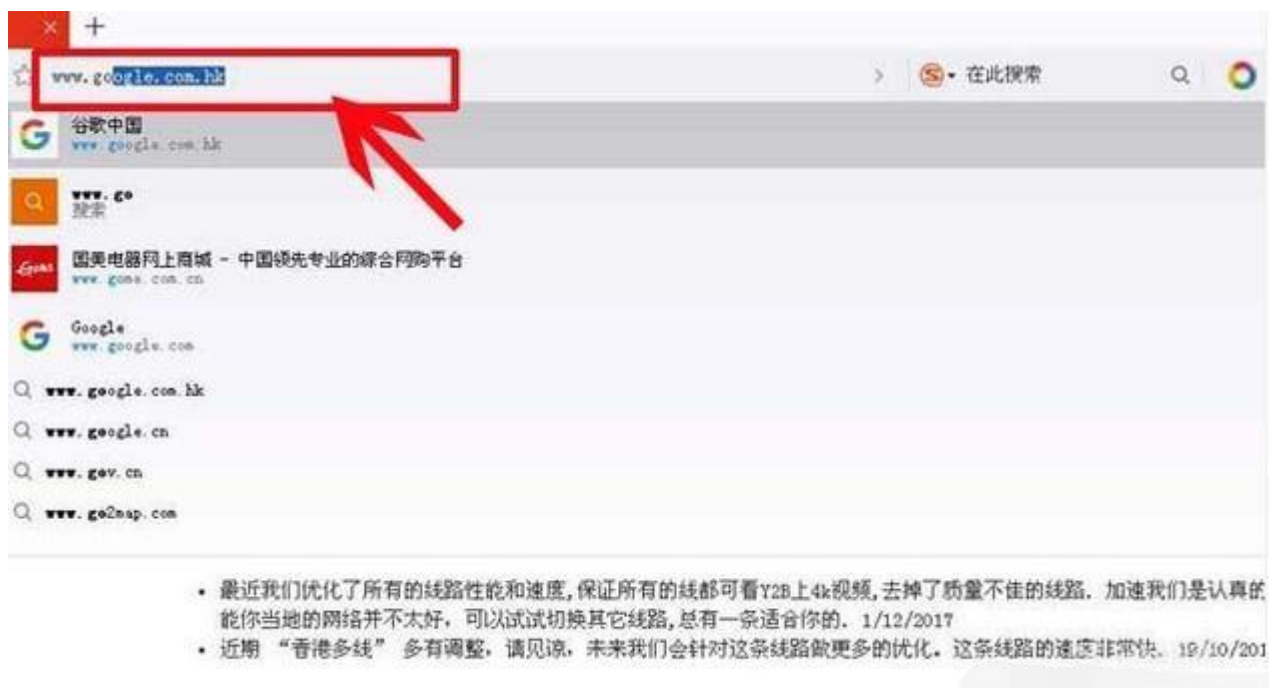 www.google.com.hk
在此搜索
谷歌中国
www.google.com.hk
www.go
搜索
国美电器网上商城 - 中国领先专业的综合网购平台
www.gome.com.cn
Google
www.google.com
www.google.com.hk
www.google.cn
www.gov.cn
www.go2map.com
• 最近我们优化了所有的线路性能和速度,保证所有的线都可看Y2B上4k视频,去掉了质量不佳的线路. 加速我们是认真的
能你当地的网络并不太好, 可以试试切换其它线路,总有一条适合你的. 1/12/2017
• 近期 “香港多线” 多有调整, 请见谅, 未来我们会针对这条线路做更多的优化. 这条线路的速度非常快. 19/10/201